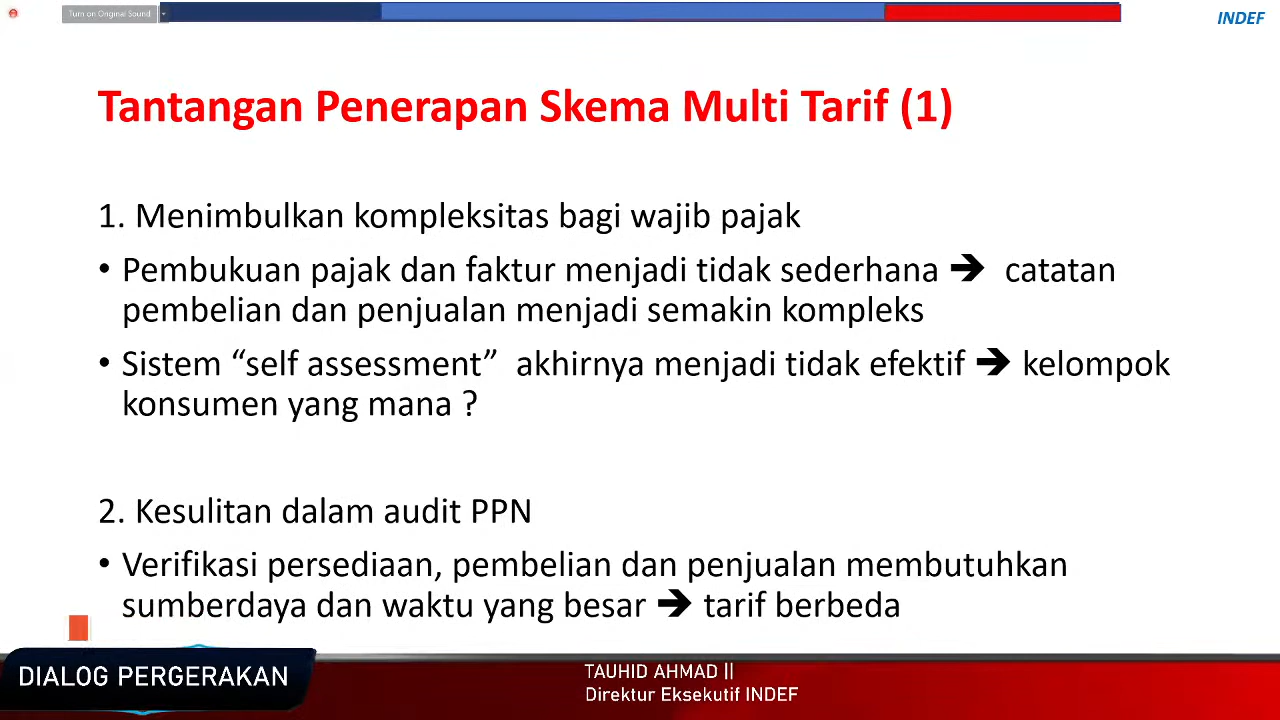 Turn on Original Sound
INDEF
Tantangan Penerapan Skema Multi Tarif (1)
1. Menimbulkan kompleksitas bagi wajib pajak
• Pembukuan pajak dan faktur menjadi tidak sederhana ➔ catatan
pembelian dan penjualan menjadi semakin kompleks
• Sistem “self assessment” akhirnya menjadi tidak efektif ➔ kelompok
konsumen yang mana ?
2. Kesulitan dalam audit PPN
• Verifikasi persediaan, pembelian dan penjualan membutuhkan
sumberdaya dan waktu yang besar ➔ tarif berbeda
DIALOG PERGERAKAN
TAUHID AHMAD ||
Direktur Eksekutif INDEF